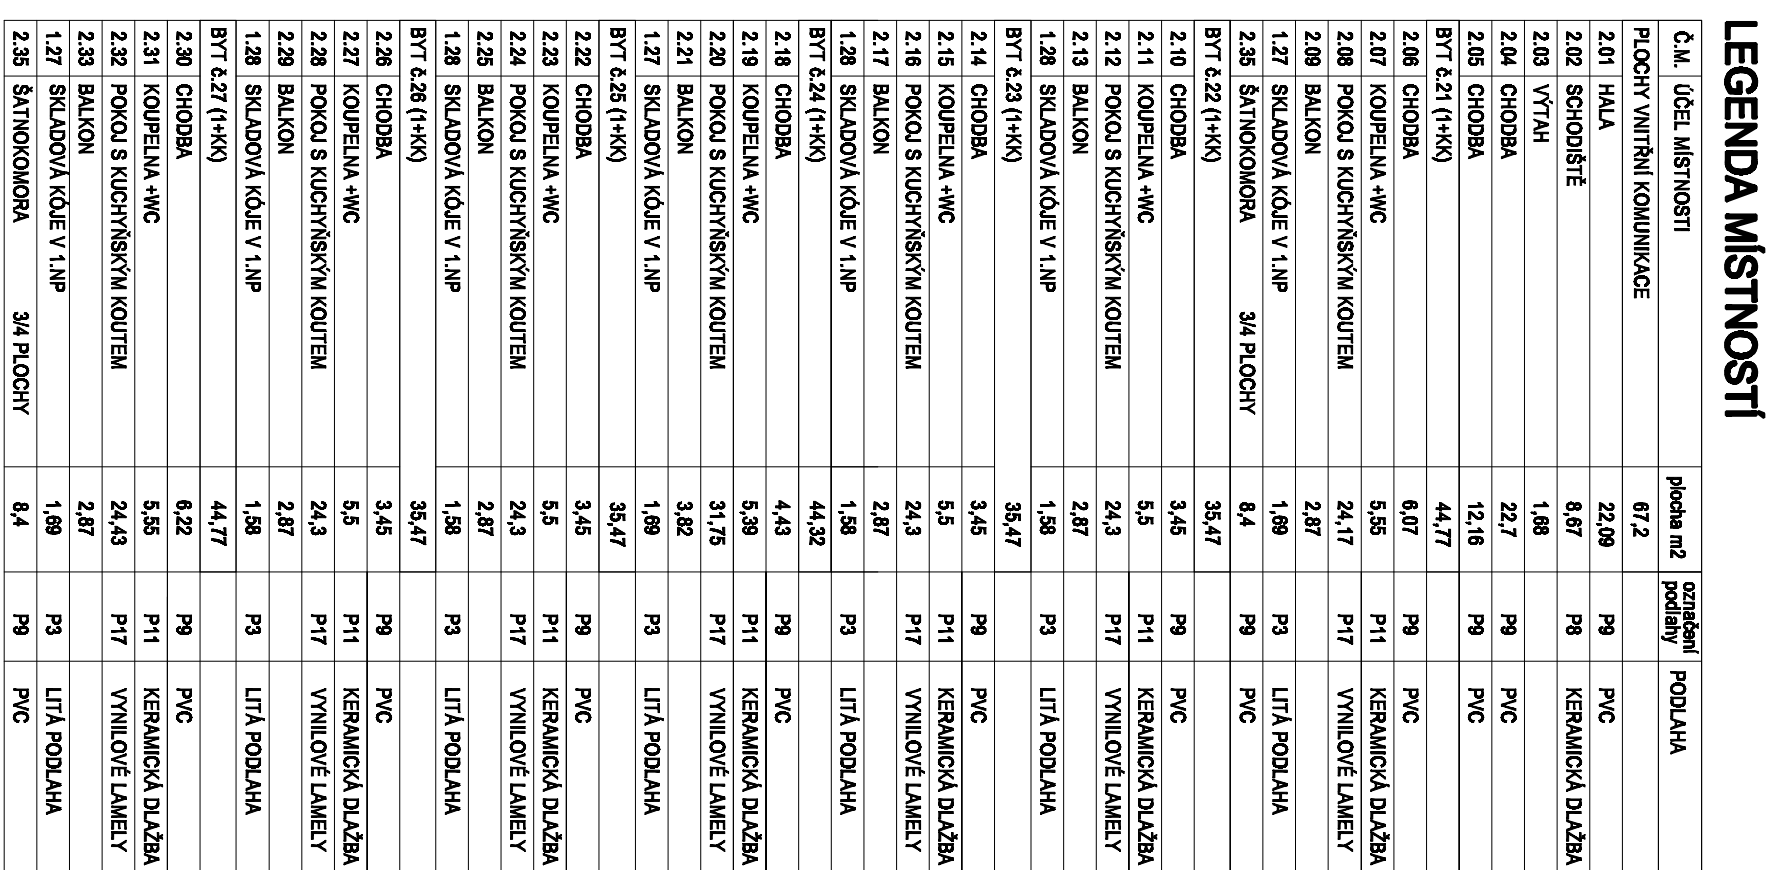 LEGENDA MÍSTNOSTÍ
Č.M. ÚČEL MÍSTNOSTI plocha m2 označení podlahy PODLAHA
PLOCHY VNITŘNÍ KOMUNIKACE 67,2
2.01 HALA 22,09 P9 PVC
2.02 SCHODIŠTĚ 8,67 P8 KERAMICKÁ DLAŽBA
2.03 VÝTAH 1,68
2.04 CHODBA 22,7 P9 PVC
2.05 CHODBA 12,16 P9 PVC
BYT č.21 (1+KK) 44,77
2.06 CHODBA 6,07 P9 PVC
2.07 KOUPELNA +WC 5,55 P11 KERAMICKÁ DLAŽBA
2.08 POKOJ S KUCHYŇSKÝM KOUTEM 24,17 P17 VYNILOVÉ LAMELY
2.09 BALKON 2,87
1.27 SKLADOVÁ KÓJE V 1.NP 1,69 P3 LITÁ PODLAHA
2.35 ŠATNOKOMORA 3/4 PLOCHY 8,4 P9 PVC
BYT č.22 (1+KK) 35,47
2.10 CHODBA 3,45 P9 PVC
2.11 KOUPELNA +WC 5,5 P11 KERAMICKÁ DLAŽBA
2.12 POKOJ S KUCHYŇSKÝM KOUTEM 24,3 P17 VYNILOVÉ LAMELY
2.13 BALKON 2,87
1.28 SKLADOVÁ KÓJE V 1.NP 1,58 P3 LITÁ PODLAHA
BYT č.23 (1+KK) 35,47
2.14 CHODBA 3,45 P9 PVC
2.15 KOUPELNA +WC 5,5 P11 KERAMICKÁ DLAŽBA
2.16 POKOJ S KUCHYŇSKÝM KOUTEM 24,3 P17 VYNILOVÉ LAMELY
2.17 BALKON 2,87
1.28 SKLADOVÁ KÓJE V 1.NP 1,58 P3 LITÁ PODLAHA
BYT č.24 (1+KK) 44,32
2.18 CHODBA 4,43 P9 PVC
2.19 KOUPELNA +WC 5,39 P11 KERAMICKÁ DLAŽBA
2.20 POKOJ S KUCHYŇSKÝM KOUTEM 31,75 P17 VYNILOVÉ LAMELY
2.21 BALKON 3,82
1.27 SKLADOVÁ KÓJE V 1.NP 1,69 P3 LITÁ PODLAHA
BYT č.25 (1+KK) 35,47
2.22 CHODBA 3,45 P9 PVC
2.23 KOUPELNA +WC 5,5 P11 KERAMICKÁ DLAŽBA
2.24 POKOJ S KUCHYŇSKÝM KOUTEM 24,3 P17 VYNILOVÉ LAMELY
2.25 BALKON 2,87
1.28 SKLADOVÁ KÓJE V 1.NP 1,58 P3 LITÁ PODLAHA
BYT č.26 (1+KK) 35,47
2.26 CHODBA 3,45 P9 PVC
2.27 KOUPELNA +WC 5,5 P11 KERAMICKÁ DLAŽBA
2.28 POKOJ S KUCHYŇSKÝM KOUTEM 24,3 P17 VYNILOVÉ LAMELY
2.29 BALKON 2,87
1.28 SKLADOVÁ KÓJE V 1.NP 1,58 P3 LITÁ PODLAHA
BYT č.27 (1+KK) 44,77
2.30 CHODBA 6,22 P9 PVC
2.31 KOUPELNA +WC 5,55 P11 KERAMICKÁ DLAŽBA
2.32 POKOJ S KUCHYŇSKÝM KOUTEM 24,43 P17 VYNILOVÉ LAMELY
2.33 BALKON 2,87
1.27 SKLADOVÁ KÓJE V 1.NP 1,69 P3 LITÁ PODLAHA
2.35 ŠATNOKOMORA 3/4 PLOCHY 8,4 P9 PVC